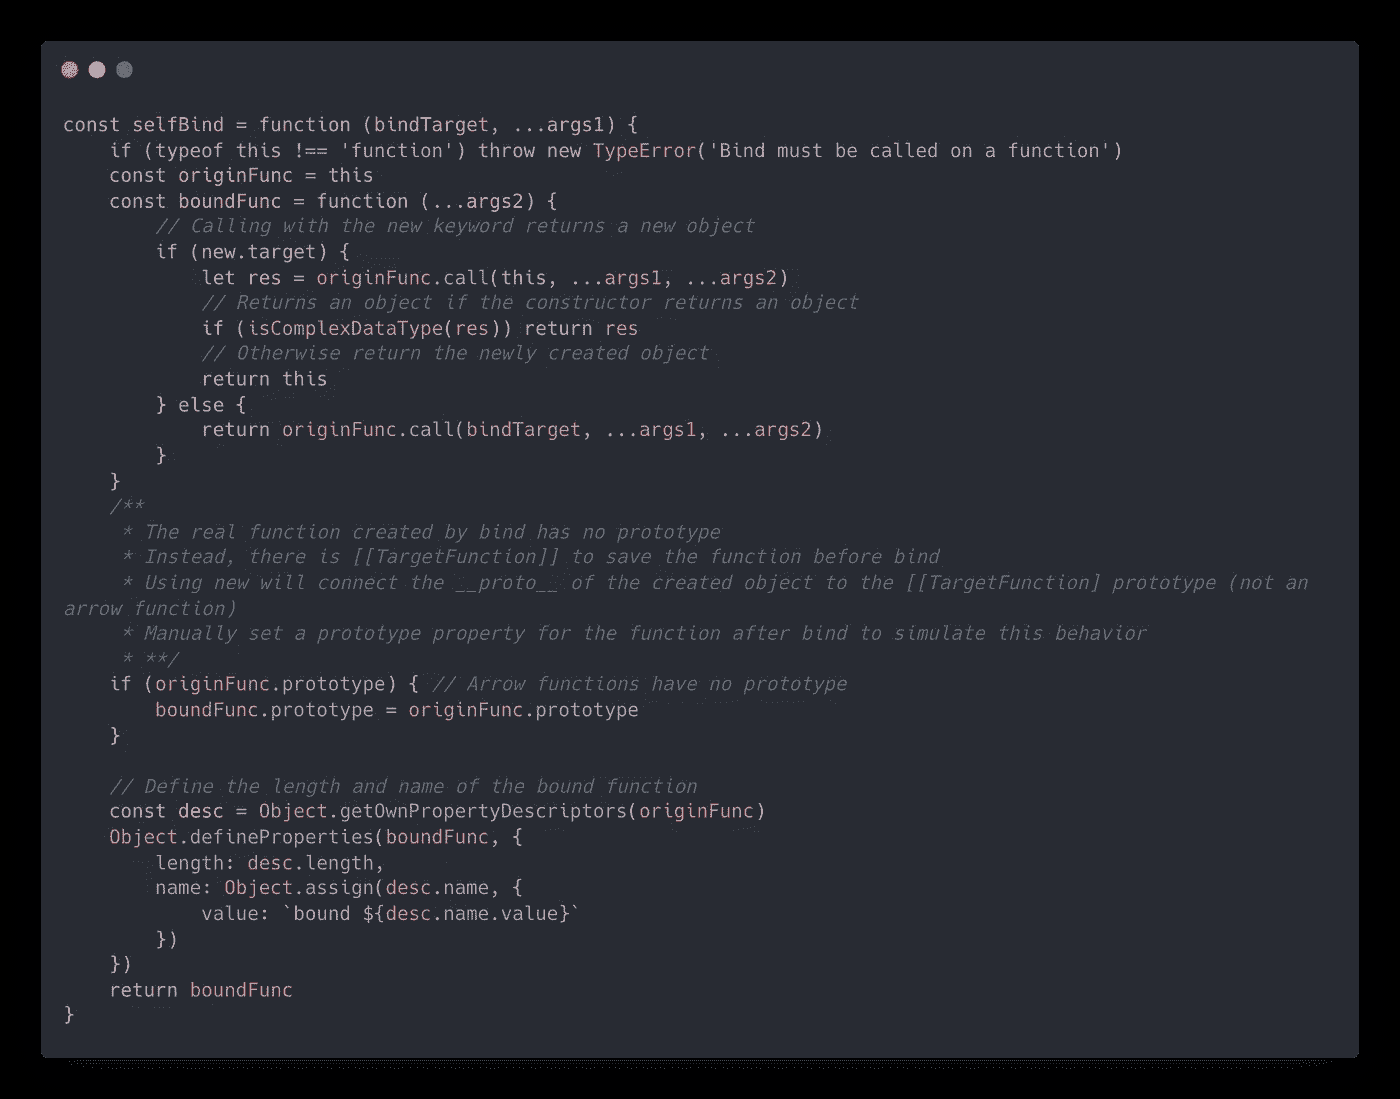 const selfBind = function (bindTarget, ...args1) {
    if (typeof this !== 'function') throw new TypeError('Bind must be called on a function')
    const originFunc = this
    const boundFunc = function (...args2) {
        // Calling with the new keyword returns a new object
        if (new.target) {
            let res = originFunc.call(this, ...args1, ...args2)
            // Returns an object if the constructor returns an object
            if (isComplexDataType(res)) return res
            // Otherwise return the newly created object
            return this
        } else {
            return originFunc.call(bindTarget, ...args1, ...args2)
        }
    }
    /**
     * The real function created by bind has no prototype
     * Instead, there is [[TargetFunction]] to save the function before bind
     * Using new will connect the __proto__ of the created object to the [[TargetFunction] prototype (not an
arrow function)
     * Manually set a prototype property for the function after bind to simulate this behavior
     * **/
    if (originFunc.prototype) { // Arrow functions have no prototype
        boundFunc.prototype = originFunc.prototype
    }
    // Define the length and name of the bound function
    const desc = Object.getOwnPropertyDescriptors(originFunc)
    Object.defineProperties(boundFunc, {
        length: desc.length,
        name: Object.assign(desc.name, {
            value: `bound ${desc.name.value}`
        })
    })
    return boundFunc
}